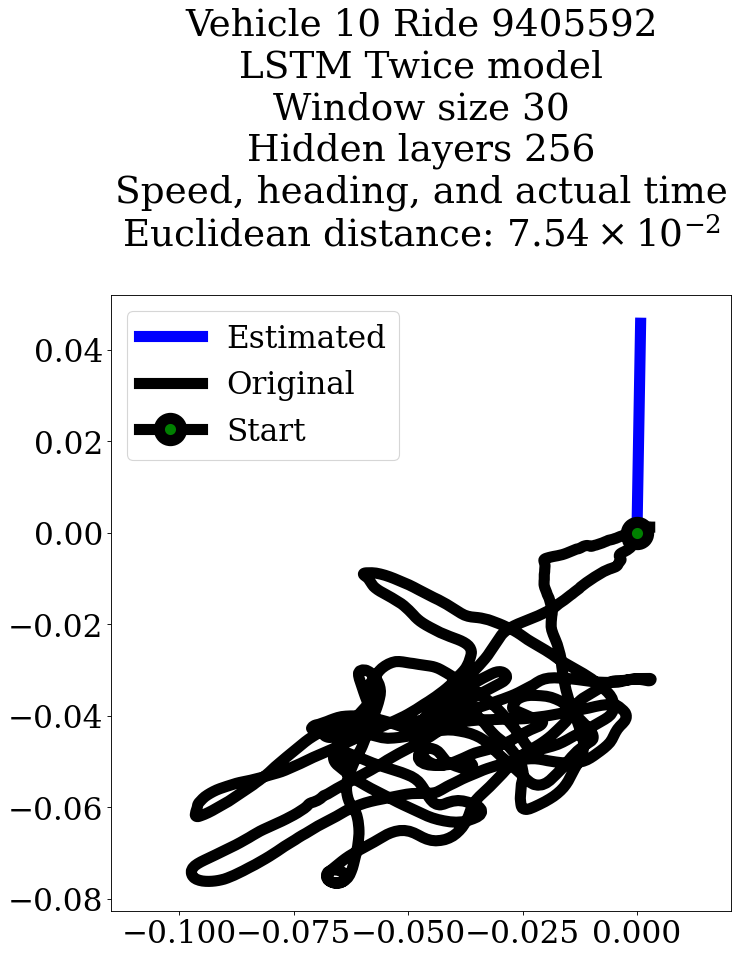 Vehicle 10 Ride 9405592
LSTM Twice model
Window size 30
Hidden layers 256
Speed, heading, and actual time
Euclidean distance: 7.54 × 10⁻²
Estimated
Original
Start
0.04
0.02
0.00
−0.02
−0.04
−0.06
−0.08
−0.100 −0.075 −0.050 −0.025 0.000